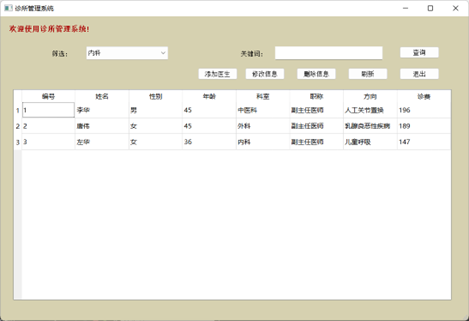 诊所管理系统
欢迎使用诊所管理系统!
筛选: 内科 关键词: 查询
添加医生 修改信息 删除信息 刷新 退出
编号 姓名 性别 年龄 科室 职称 方向 诊费
1 1 李华 男 45 中医科 副主任医师 人工关节置换 196
2 2 唐伟 女 45 外科 副主任医师 乳腺良恶性疾病 189
3 3 左华 女 36 内科 副主任医师 儿童呼吸 147